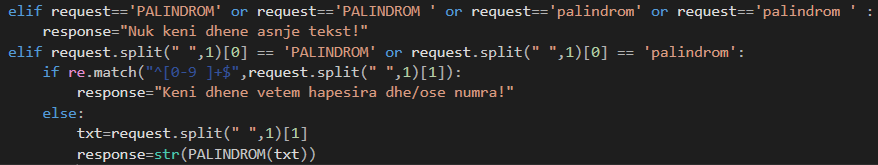 elif request=='PALINDROM' or request=='PALINDROM ' or request=='palindrom' or request=='palindrom ' :
    response="Nuk keni dhene asnje tekst!"
elif request.split(" ",1)[0] == 'PALINDROM' or request.split(" ",1)[0] == 'palindrom':
    if re.match("^[0-9 ]+$",request.split(" ",1)[1]):
        response="Keni dhene vetem hapesira dhe/ose numra!"
    else:
        txt=request.split(" ",1)[1]
        response=str(PALINDROM(txt))